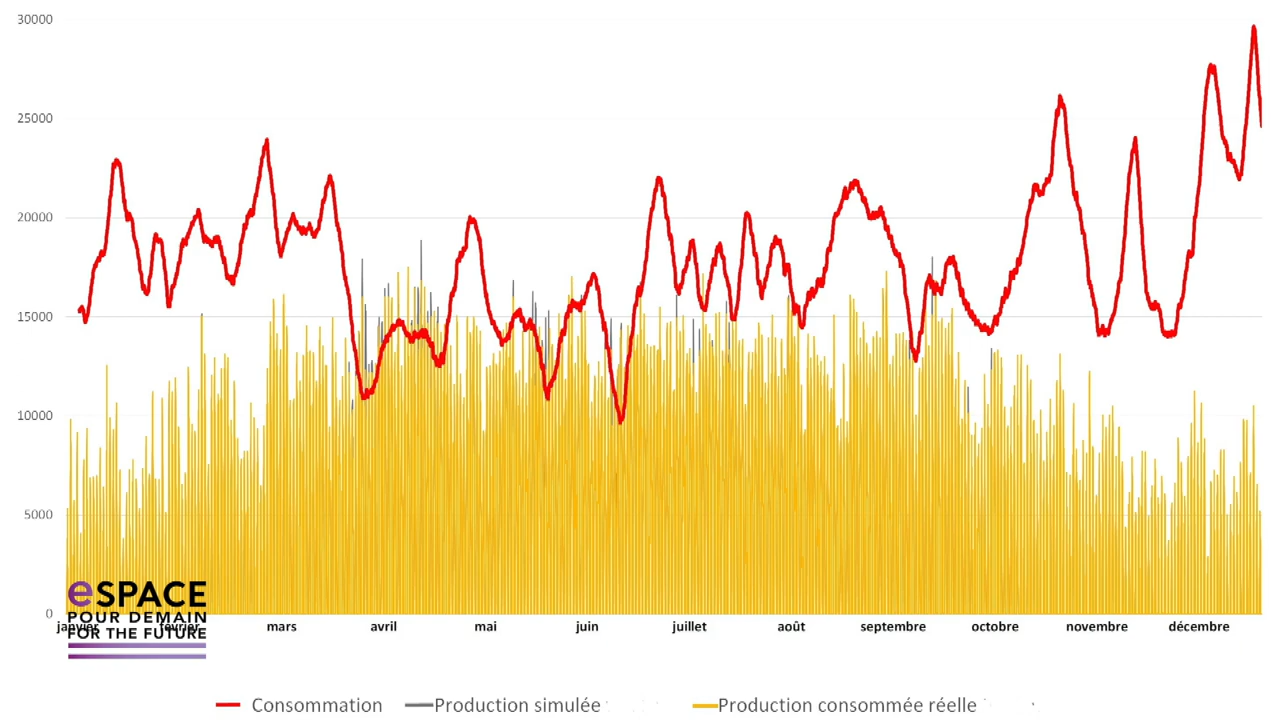 30000
25000
20000
15000
10000
5000
0
eSPACE
POUR DEMAIN
FOR THE FUTURE
janvier février mars avril mai juin juillet août septembre octobre novembre décembre
Consommation Production simulée Production consommée réelle